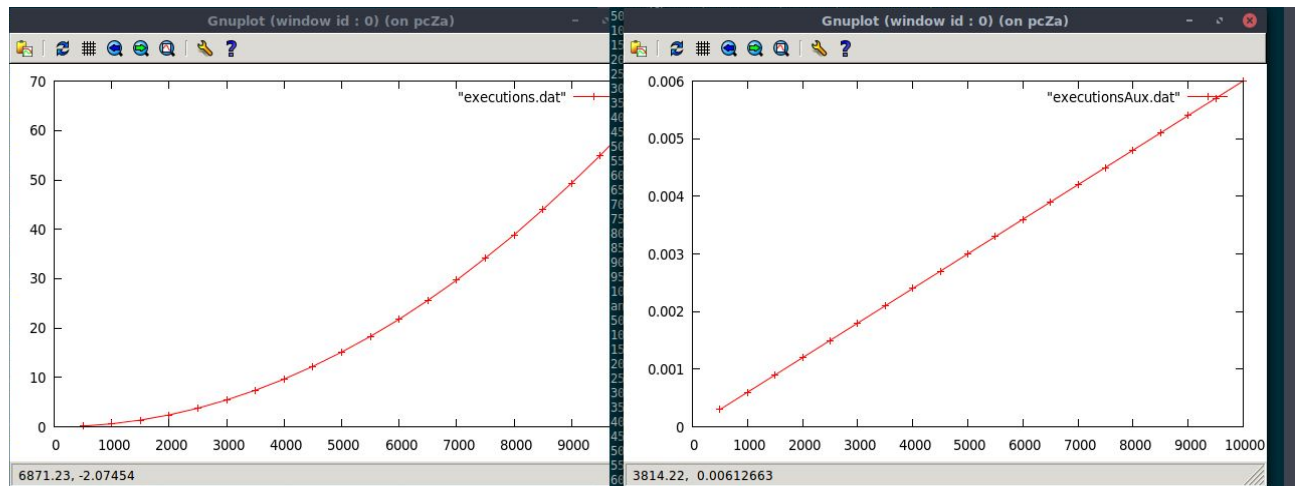 Gnuplot (window id : 0) (on pcZa)
"executions.dat"
70
60
50
40
30
20
10
0
0 1000 2000 3000 4000 5000 6000 7000 8000 9000
6871.23, -2.07454
Gnuplot (window id : 0) (on pcZa)
"executionsAux.dat"
0.006
0.005
0.004
0.003
0.002
0.001
0
0 1000 2000 3000 4000 5000 6000 7000 8000 9000 10000
3814.22, 0.00612663